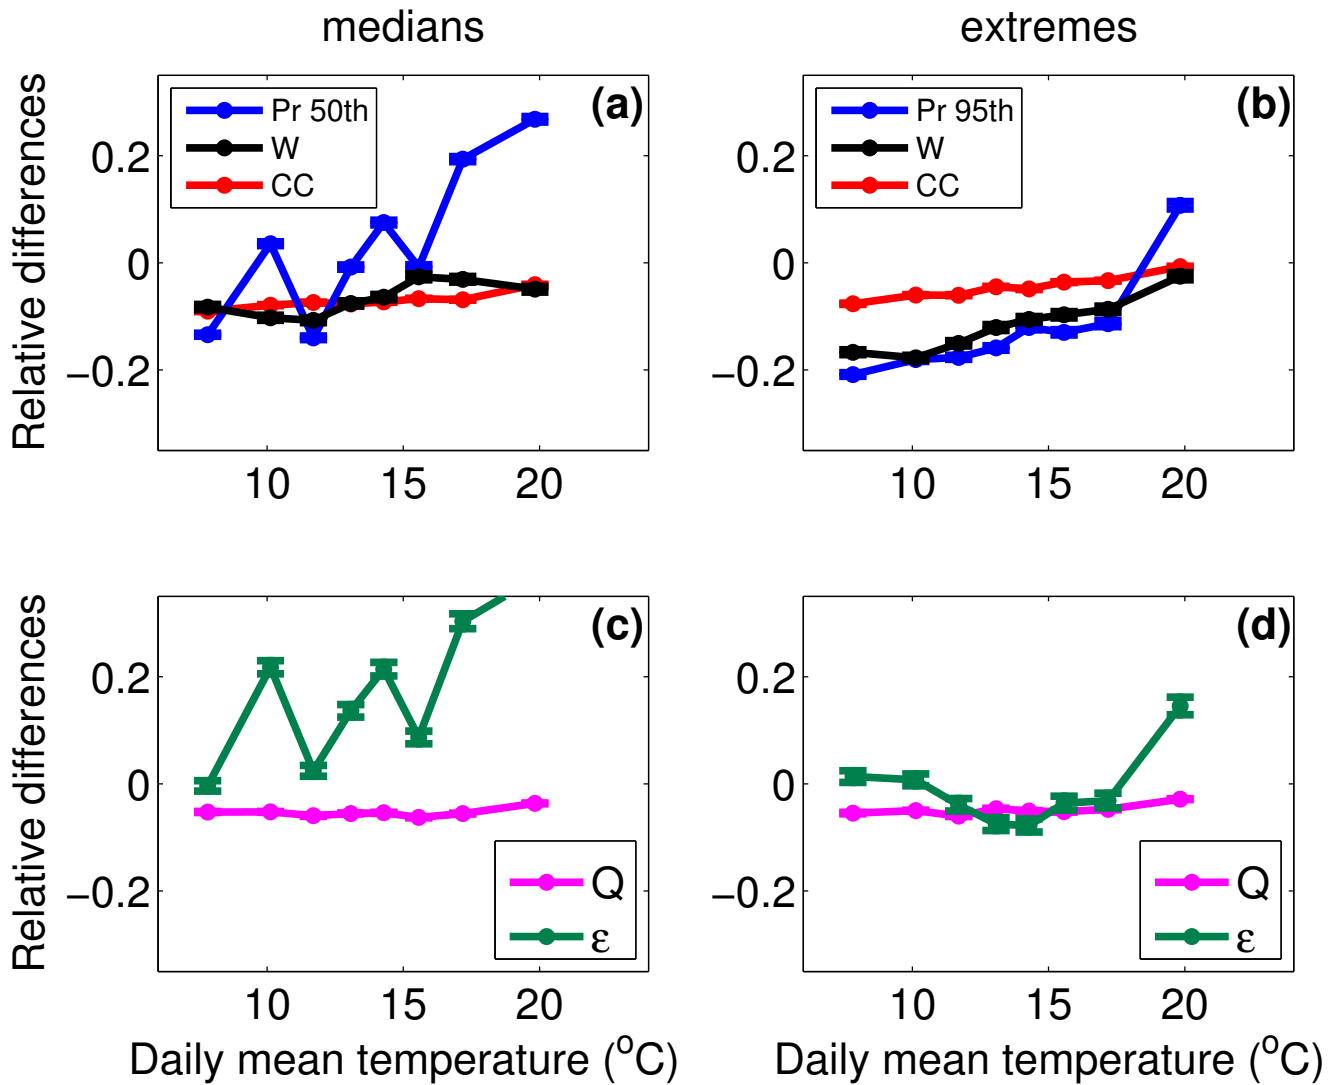 medians
extremes
Relative differences
0.2
0
−0.2
10
15
20
Pr 50th
W
CC
(a)
0.2
0
−0.2
10
15
20
Pr 95th
W
CC
(b)
Relative differences
0.2
0
−0.2
10
15
20
Q
ε
(c)
Daily mean temperature (°C)
0.2
0
−0.2
10
15
20
Q
ε
(d)
Daily mean temperature (°C)